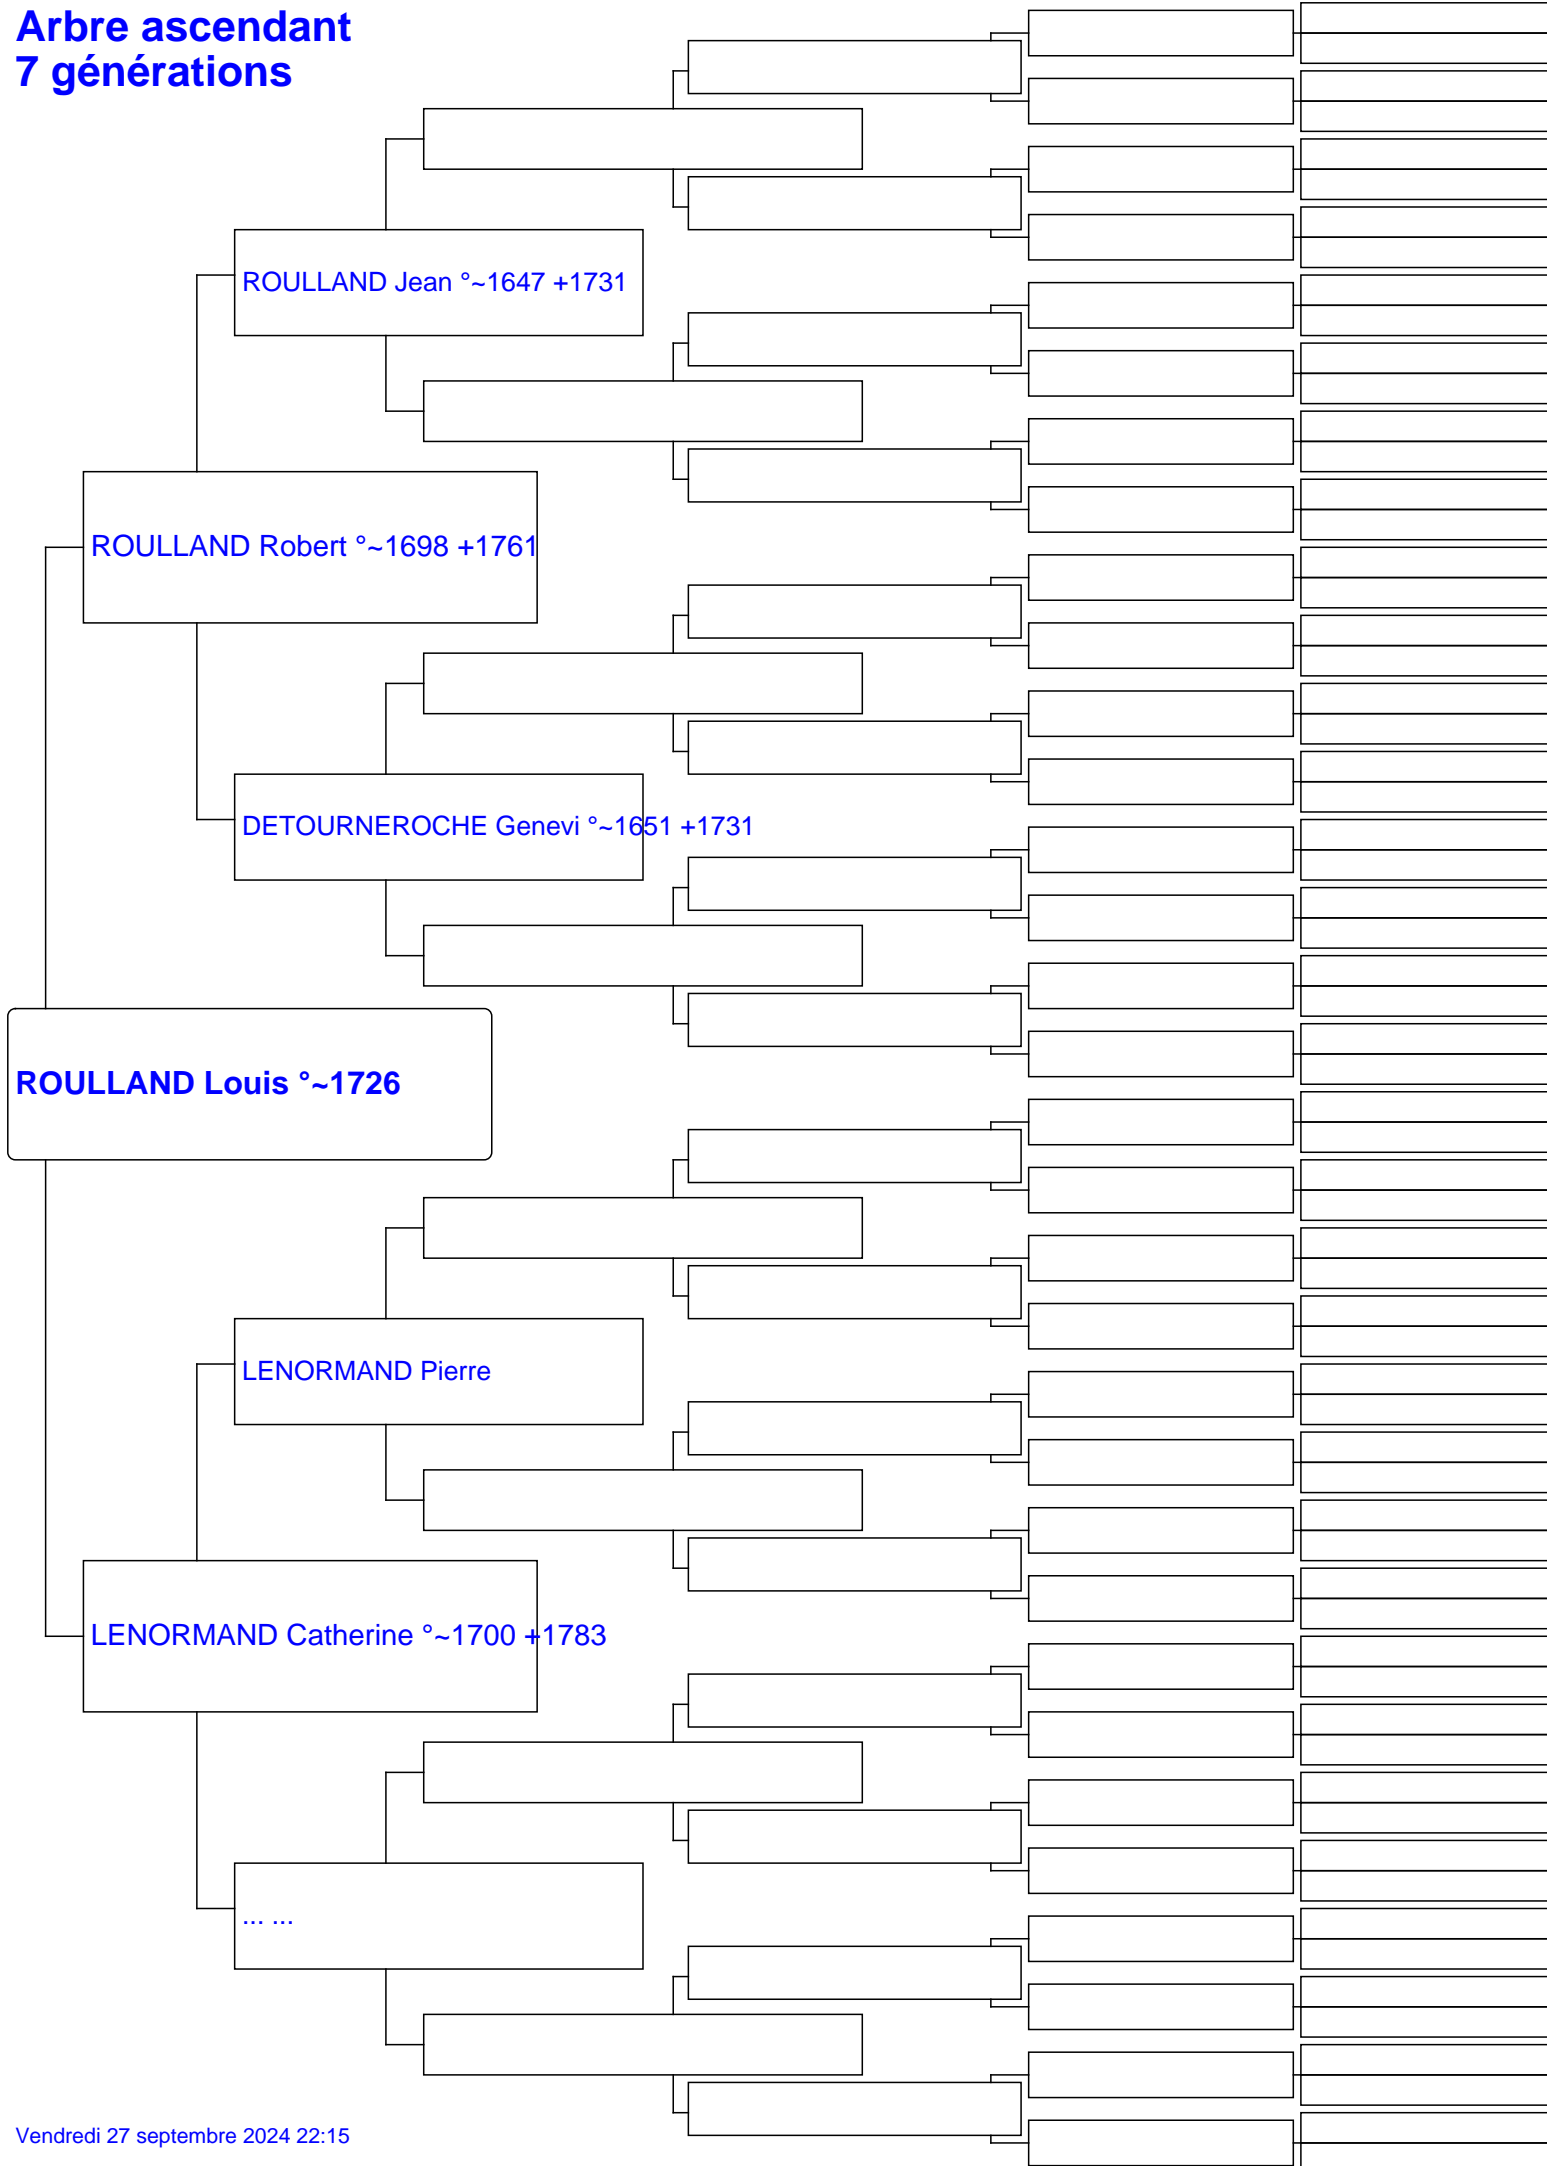 Arbre ascendant
7 générations
ROULLAND Jean °~1647 +1731
ROULLAND Robert °~1698 +1761
DETOURNEROCHE Genevi °~1651 +1731
ROULLAND Louis °~1726
LENORMAND Pierre
LENORMAND Catherine °~1700 +1783
... ...
Vendredi 27 septembre 2024 22:15